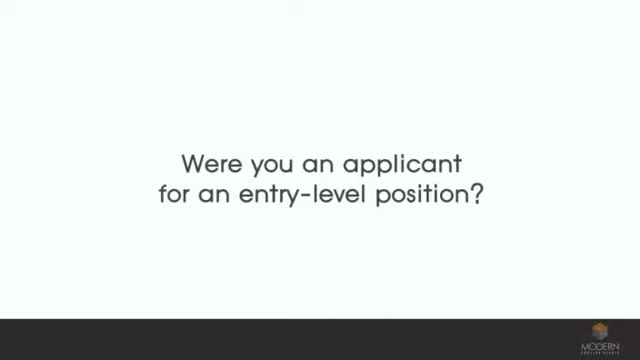 Were you an applicant
for an entry-level position?
MODERN